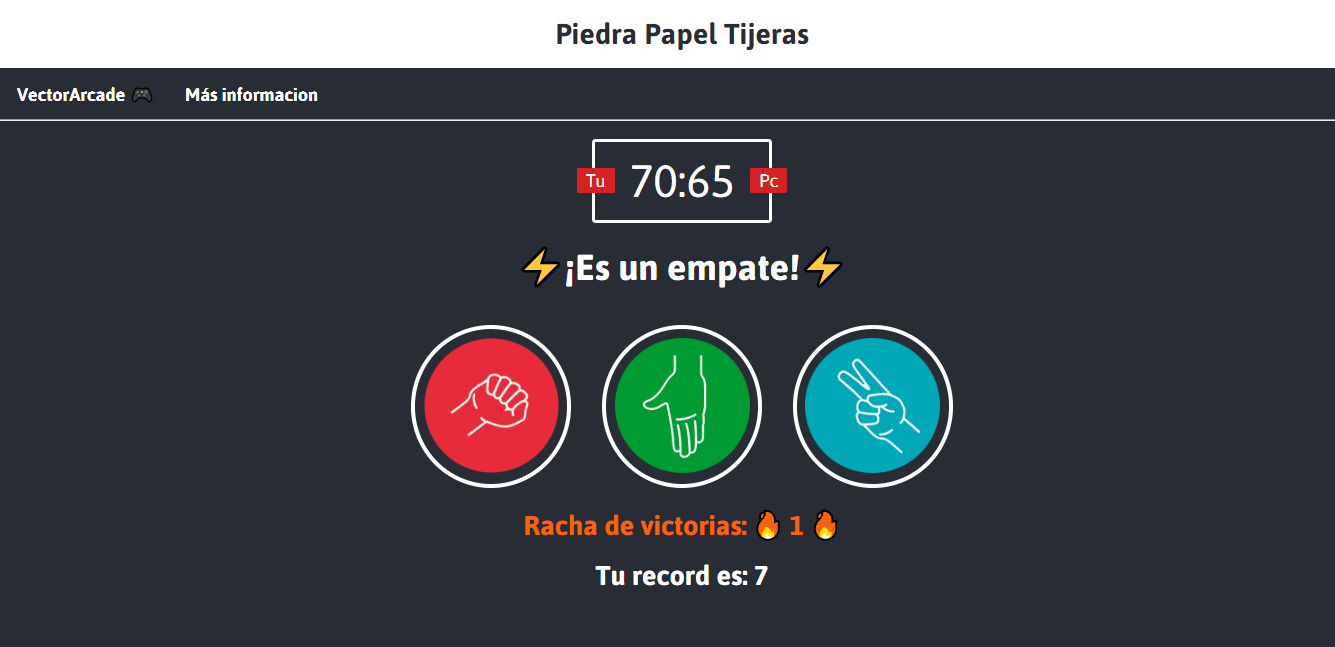 Piedra Papel Tijeras
VectorArcade 🎮 Más informacion
Tu 70:65 Pc
⚡¡Es un empate!⚡
Racha de victorias: 🔥 1 🔥
Tu record es: 7